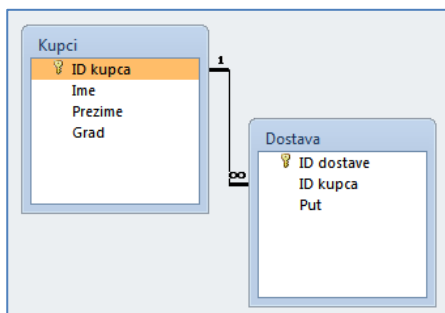 Kupci
ID kupca
Ime
Prezime
Grad
1
∞
Dostava
ID dostave
ID kupca
Put